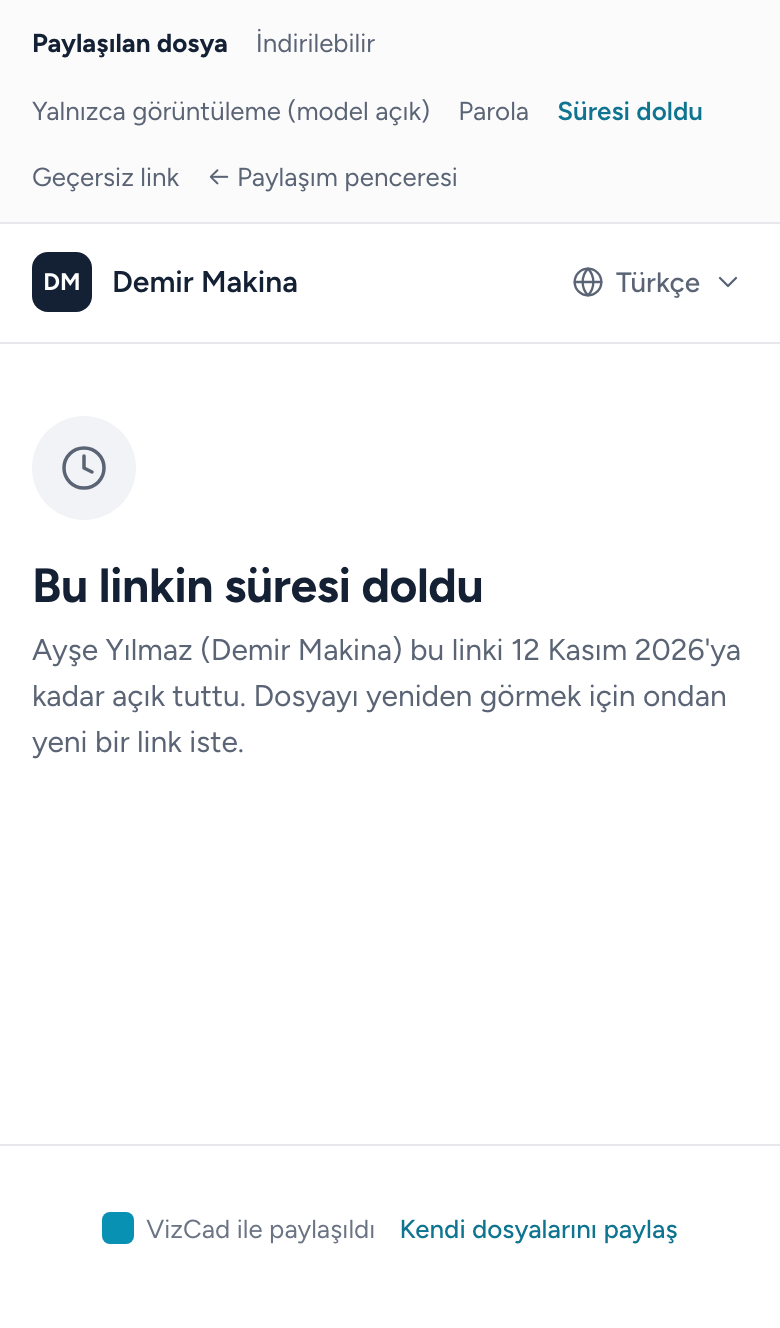 Paylaşılan dosya İndirilebilir
Yalnızca görüntüleme (model açık) Parola Süresi doldu
Geçersiz link ← Paylaşım penceresi
DM Demir Makina Türkçe
Bu linkin süresi doldu
Ayşe Yılmaz (Demir Makina) bu linki 12 Kasım 2026'ya
kadar açık tuttu. Dosyayı yeniden görmek için ondan
yeni bir link iste.
VizCad ile paylaşıldı Kendi dosyalarını paylaş